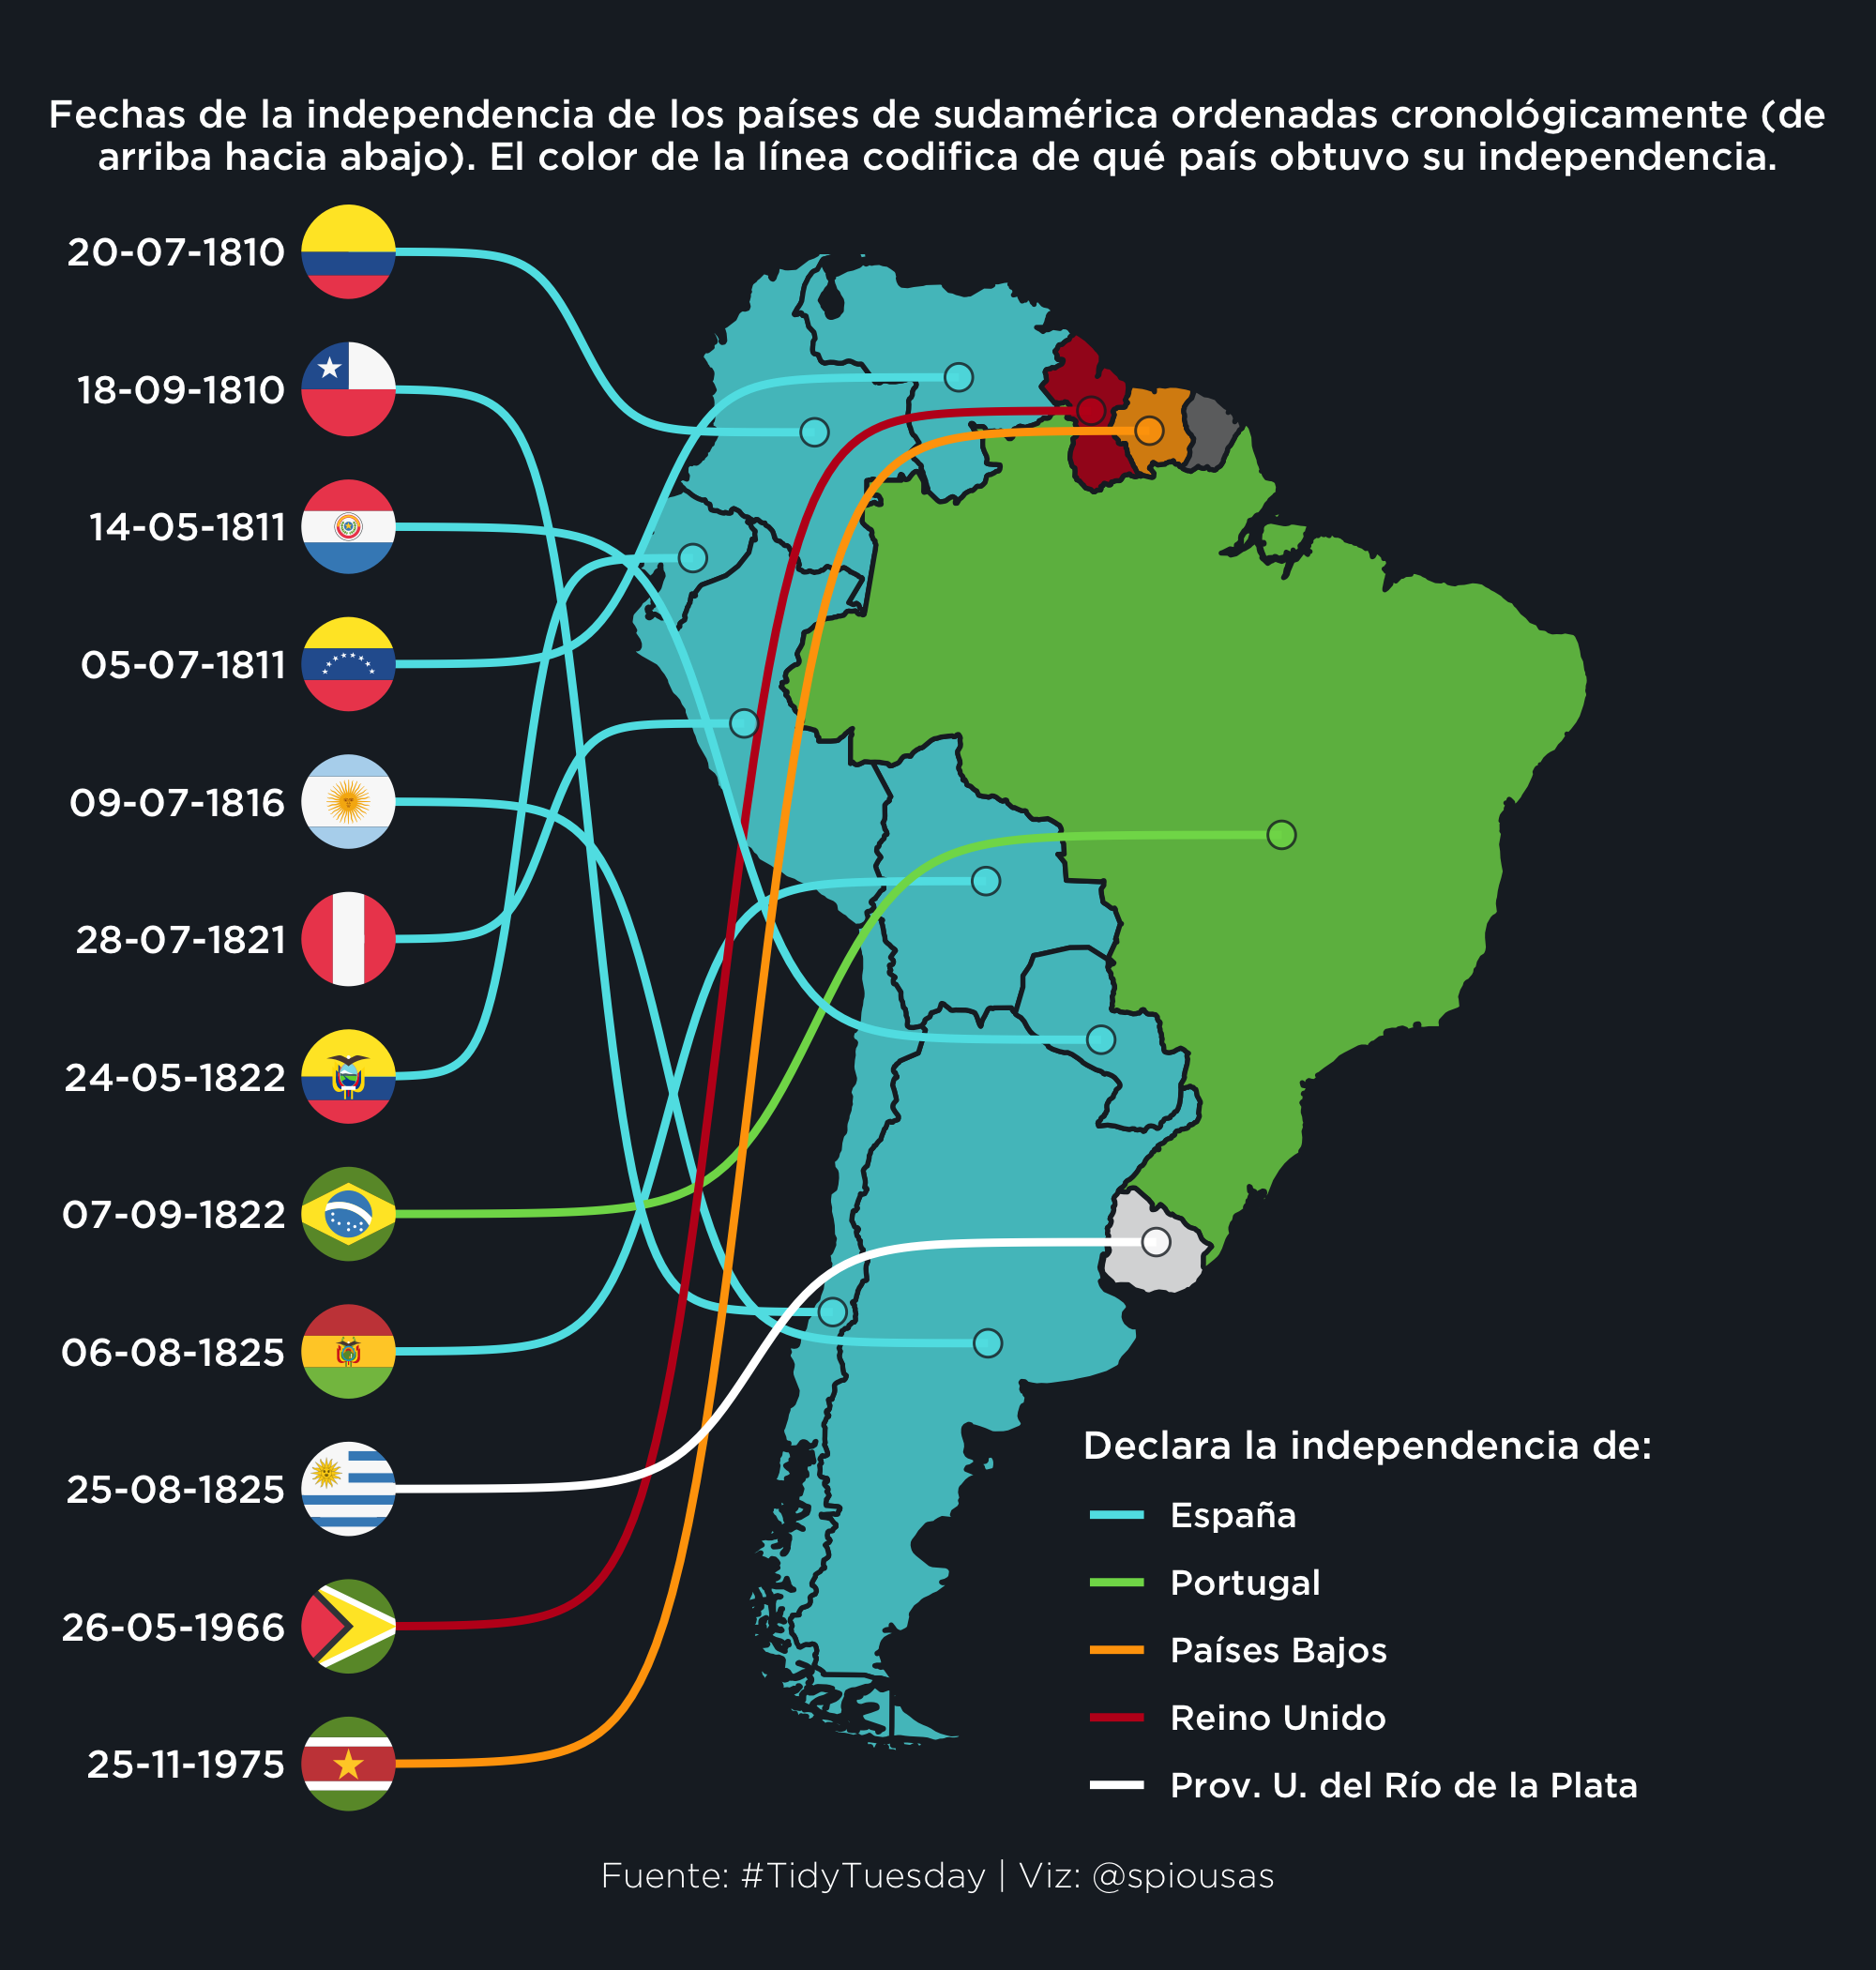 Fechas de la independencia de los países de sudamérica ordenadas cronológicamente (de
arriba hacia abajo). El color de la línea codifica de qué país obtuvo su independencia.
20-07-1810
18-09-1810
14-05-1811
05-07-1811
09-07-1816
28-07-1821
24-05-1822
07-09-1822
06-08-1825
25-08-1825
26-05-1966
25-11-1975
Declara la independencia de:
España
Portugal
Países Bajos
Reino Unido
Prov. U. del Río de la Plata
Fuente: #TidyTuesday | Viz: @spiousas